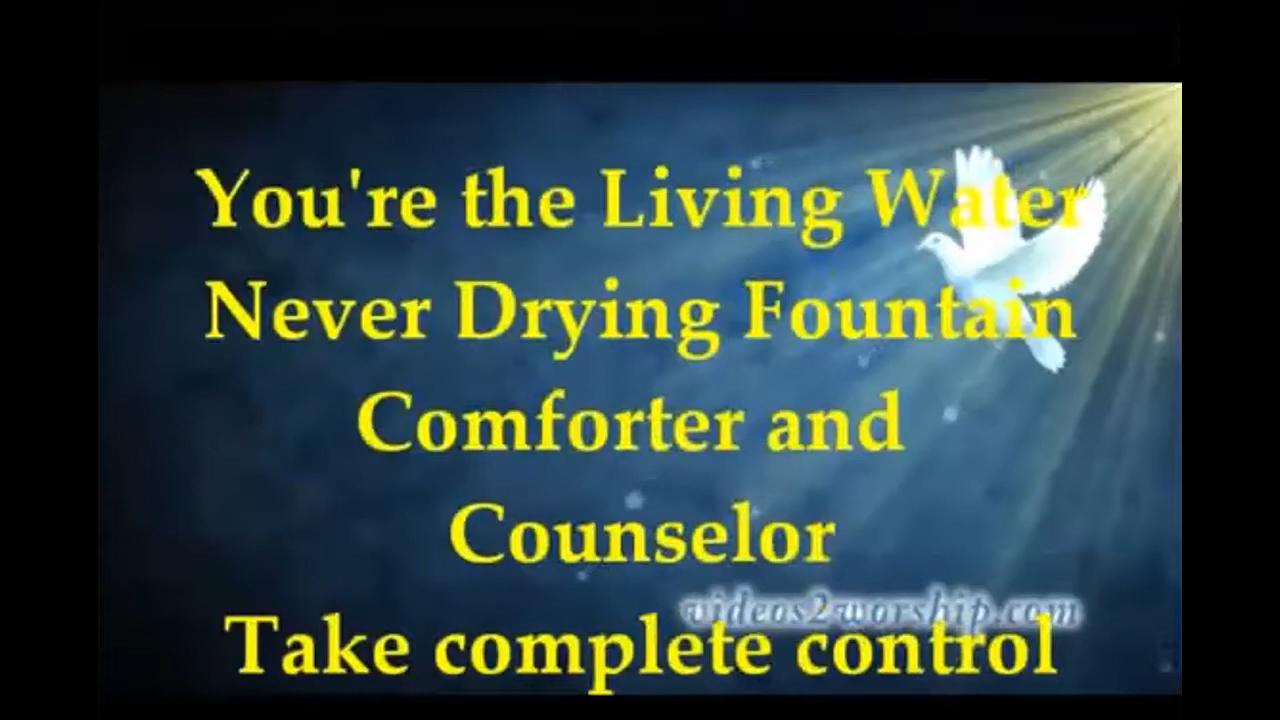 You're the Living Water
Never Drying Fountain
Comforter and
Counselor
videos2worship.com
Take complete control